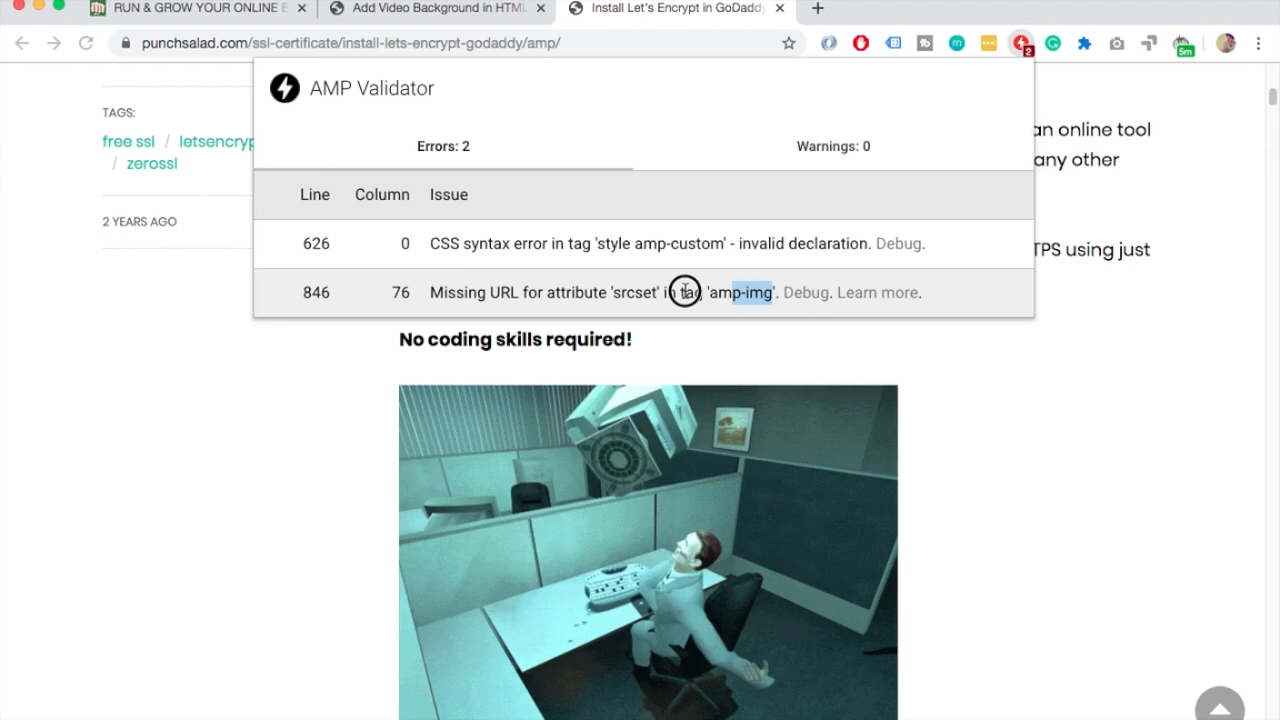 RUN & GROW YOUR ONLINE B
Add Video Background in HTML
Install Let's Encrypt in GoDaddy
punchsalad.com/ssl-certificate/install-lets-encrypt-godaddy/amp/
2
5m
AMP Validator
Errors: 2
Warnings: 0
Line Column Issue
626 0 CSS syntax error in tag 'style amp-custom' - invalid declaration. Debug.
846 76 Missing URL for attribute 'srcset' in tag 'amp-img'. Debug. Learn more.
TAGS:
free ssl / letsencryp
/ zerossl
2 YEARS AGO
an online tool
any other
TPS using just
No coding skills required!